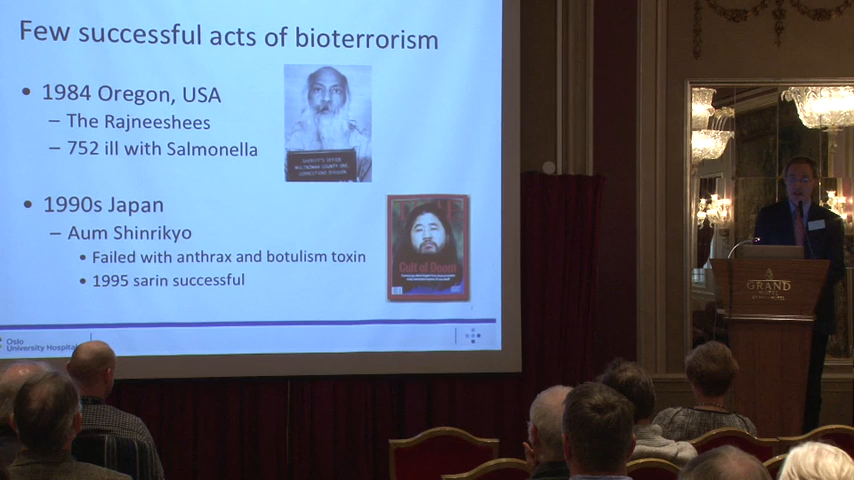 Few successful acts of bioterrorism
• 1984 Oregon, USA
– The Rajneeshees
– 752 ill with Salmonella
• 1990s Japan
– Aum Shinrikyo
• Failed with anthrax and botulism toxin
• 1995 sarin successful
Cult of Doom
Oslo
University Hospital
GRAND
HOTEL